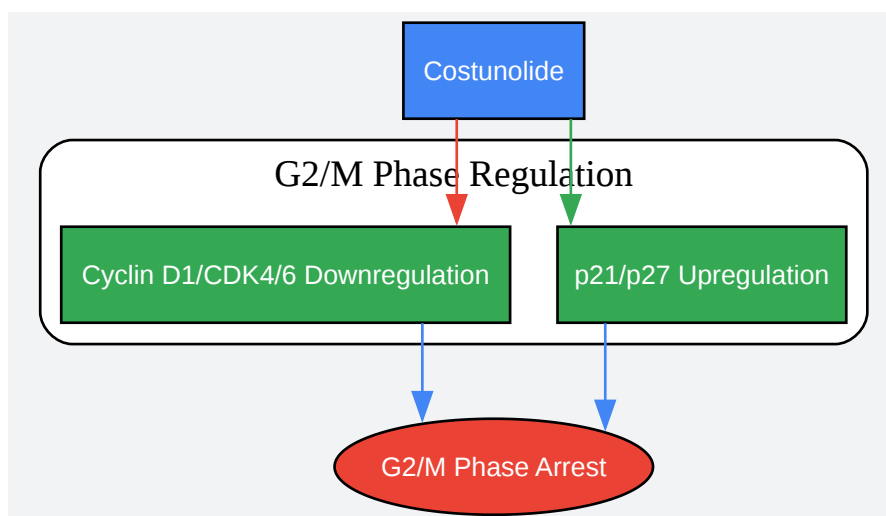 Costunolide
G2/M Phase Regulation
Cyclin D1/CDK4/6 Downregulation
p21/p27 Upregulation
G2/M Phase Arrest